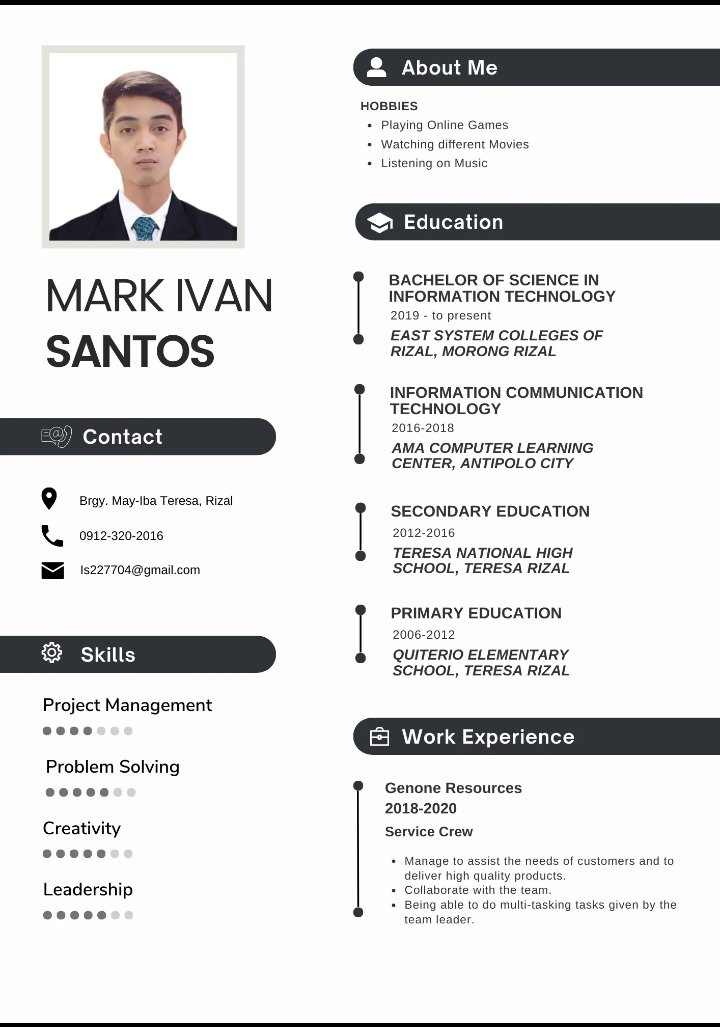 MARK IVAN
SANTOS
Contact
Brgy. May-Iba Teresa, Rizal
0912-320-2016
Is227704@gmail.com
Skills
Project Management
Problem Solving
Creativity
Leadership
About Me
HOBBIES
• Playing Online Games
• Watching different Movies
• Listening on Music
Education
BACHELOR OF SCIENCE IN
INFORMATION TECHNOLOGY
2019 - to present
EAST SYSTEM COLLEGES OF
RIZAL, MORONG RIZAL
INFORMATION COMMUNICATION
TECHNOLOGY
2016-2018
AMA COMPUTER LEARNING
CENTER, ANTIPOLO CITY
SECONDARY EDUCATION
2012-2016
TERESA NATIONAL HIGH
SCHOOL, TERESA RIZAL
PRIMARY EDUCATION
2006-2012
QUITERIO ELEMENTARY
SCHOOL, TERESA RIZAL
Work Experience
Genone Resources
2018-2020
Service Crew
• Manage to assist the needs of customers and to
deliver high quality products.
• Collaborate with the team.
• Being able to do multi-tasking tasks given by the
team leader.